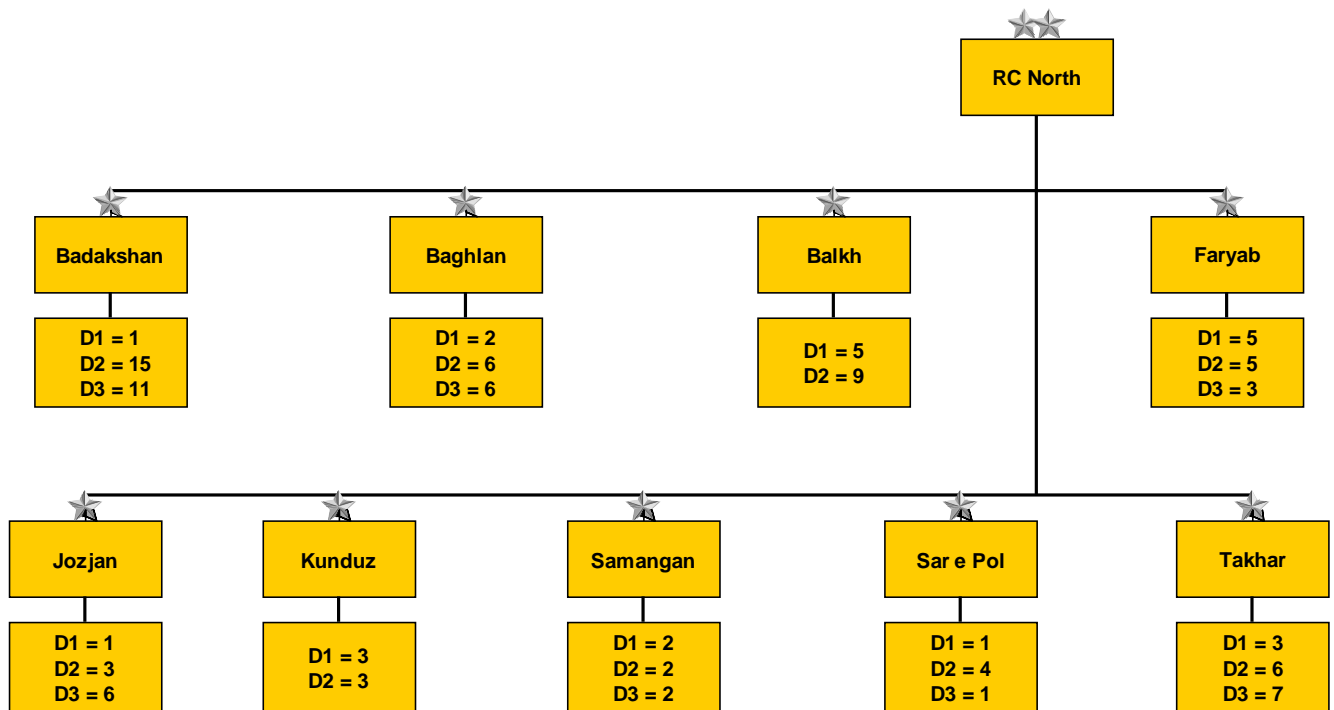 RC North
Badakshan
Baghlan
Balkh
Faryab
D1 = 1
D2 = 15
D3 = 11
D1 = 2
D2 = 6
D3 = 6
D1 = 5
D2 = 9
D1 = 5
D2 = 5
D3 = 3
Jozjan
Kunduz
Samangan
Sar e Pol
Takhar
D1 = 1
D2 = 3
D3 = 6
D1 = 3
D2 = 3
D1 = 2
D2 = 2
D3 = 2
D1 = 1
D2 = 4
D3 = 1
D1 = 3
D2 = 6
D3 = 7